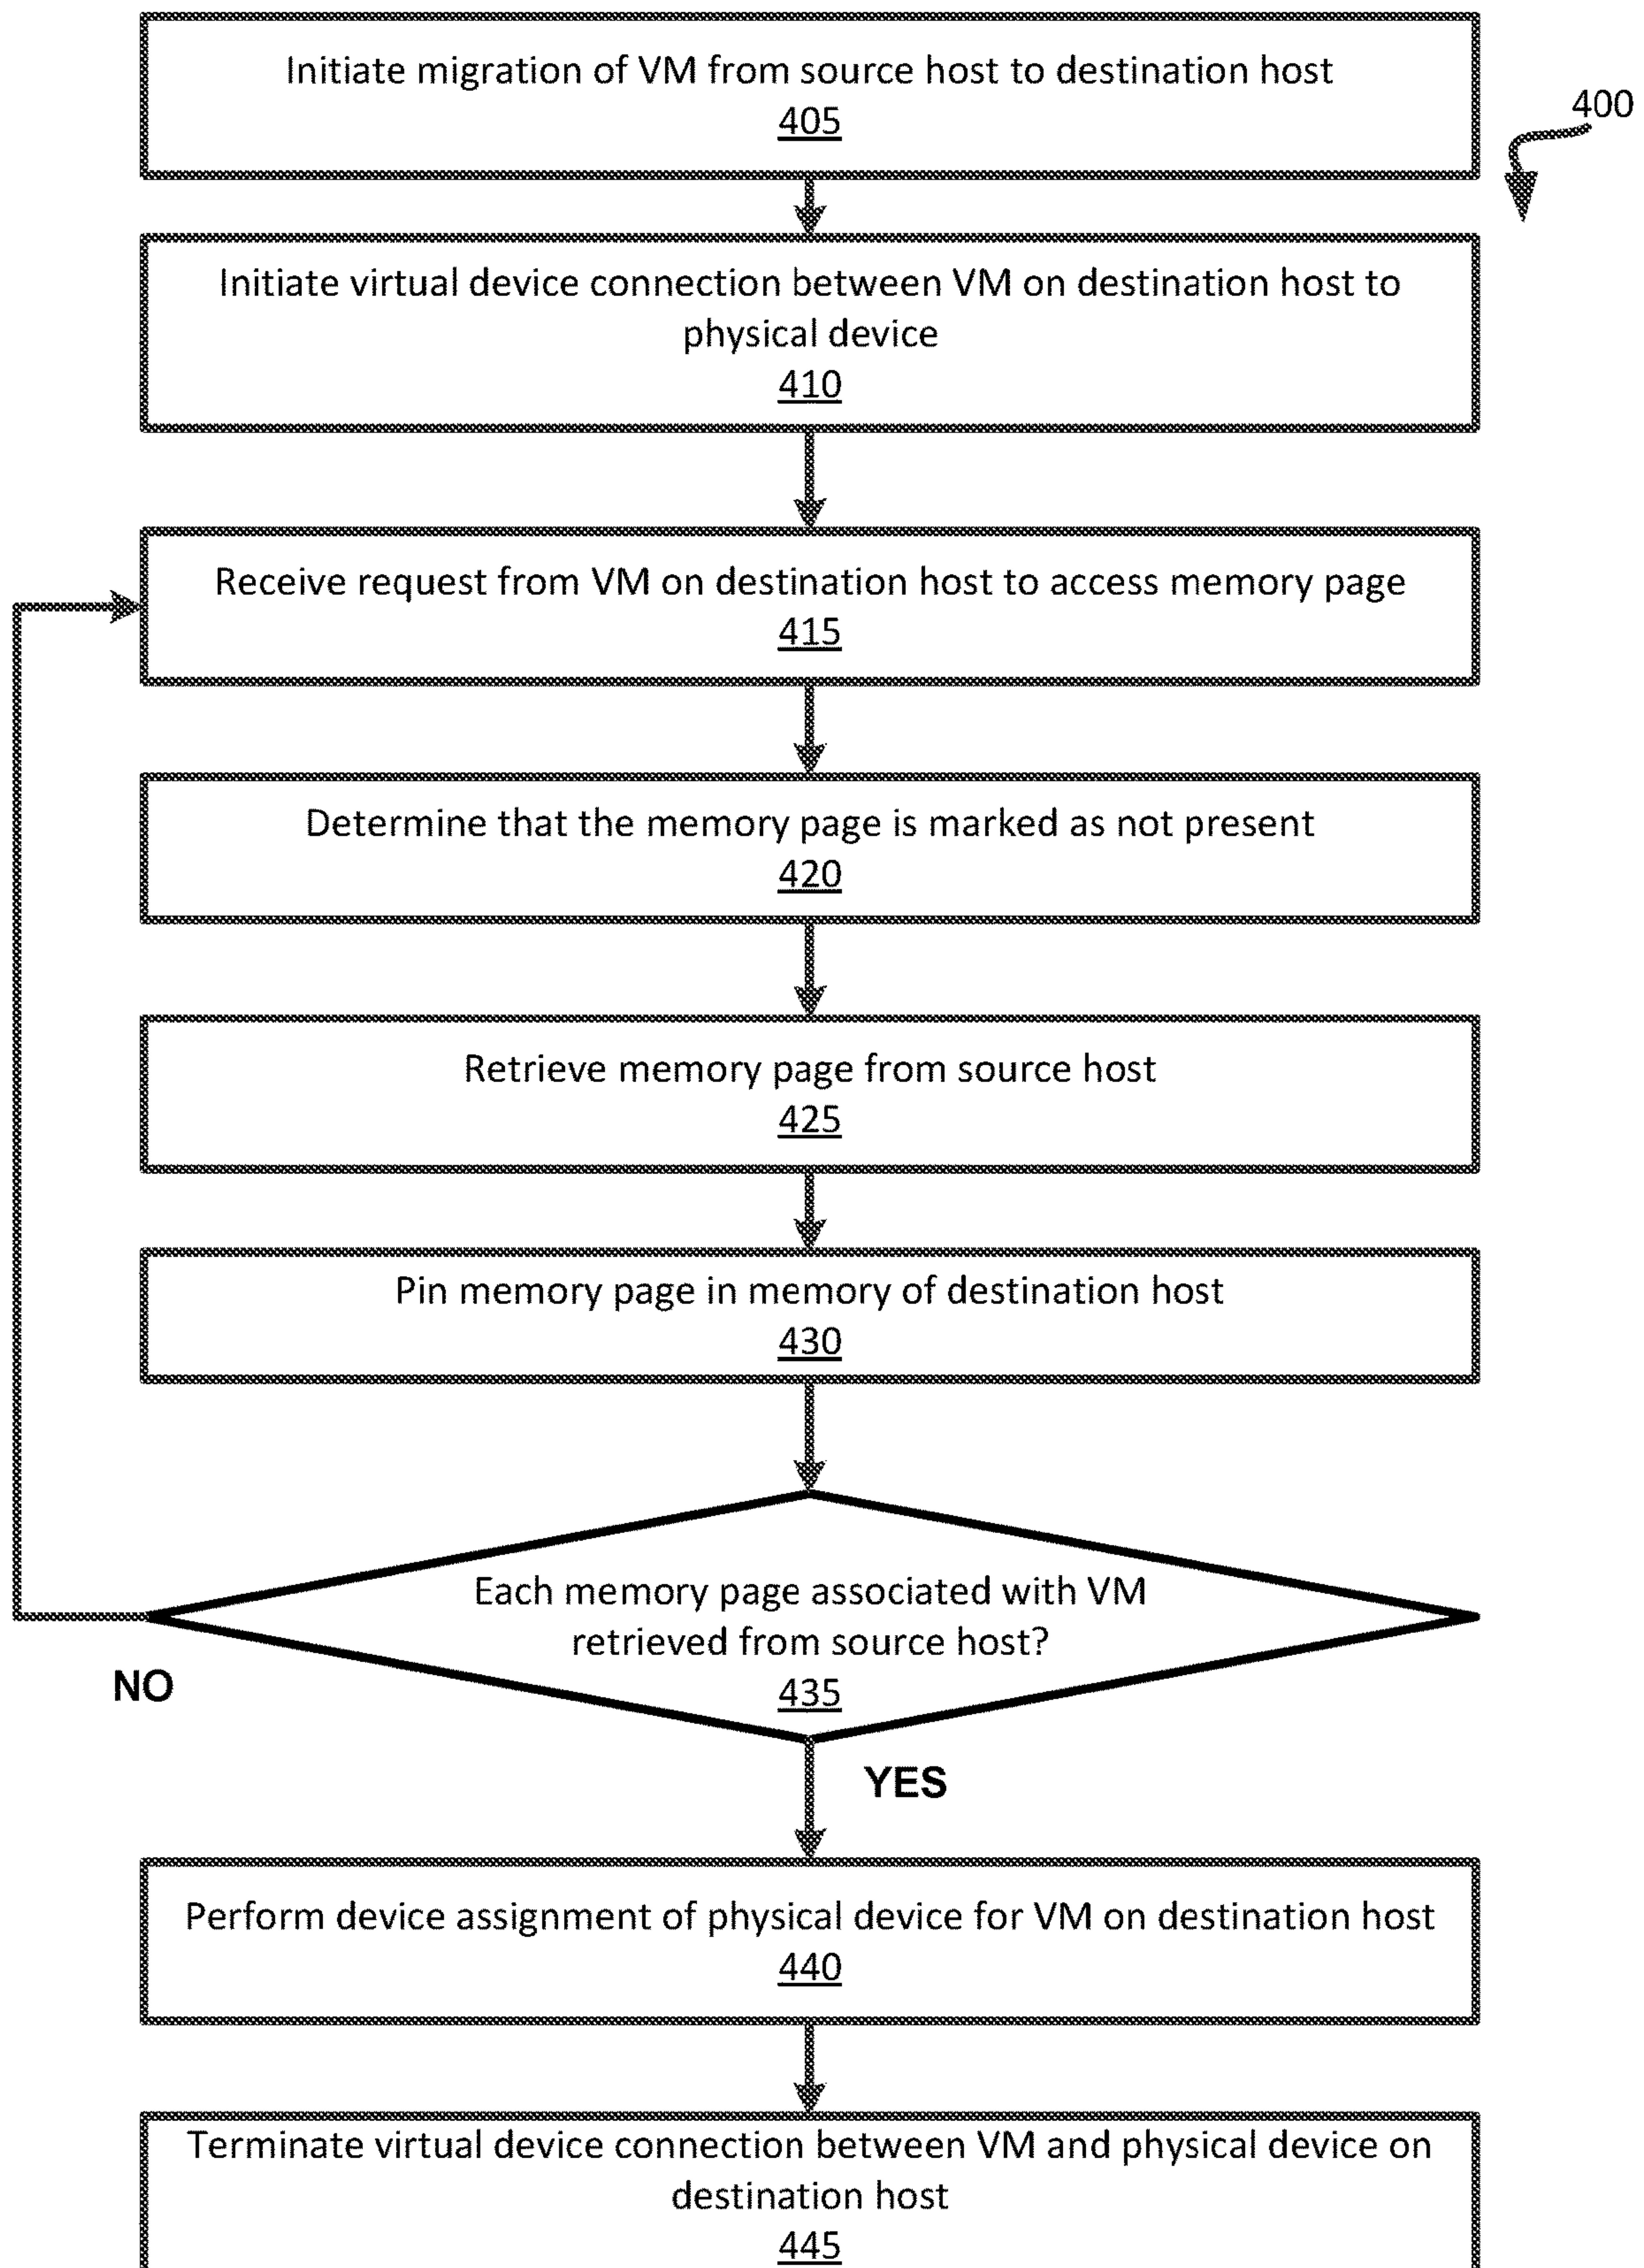 Initiate migration of VM from source host to destination host
405
400
Initiate virtual device connection between VM on destination host to
physical device
410
Receive request from VM on destination host to access memory page
415
Determine that the memory page is marked as not present
420
Retrieve memory page from source host
425
Pin memory page in memory of destination host
430
Each memory page associated with VM
retrieved from source host?
435
NO
YES
Perform device assignment of physical device for VM on destination host
440
Terminate virtual device connection between VM and physical device on
destination host
445